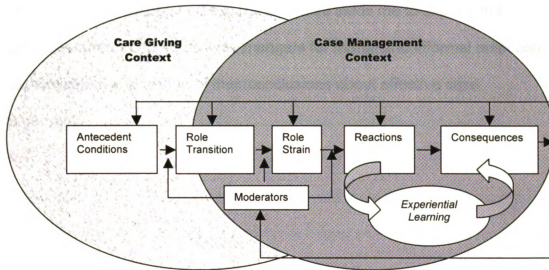 Care Giving
Context
Case Management
Context
Antecedent
Conditions
Role
Transition
Role
Strain
Reactions
Consequences
Moderators
Experiential
Learning